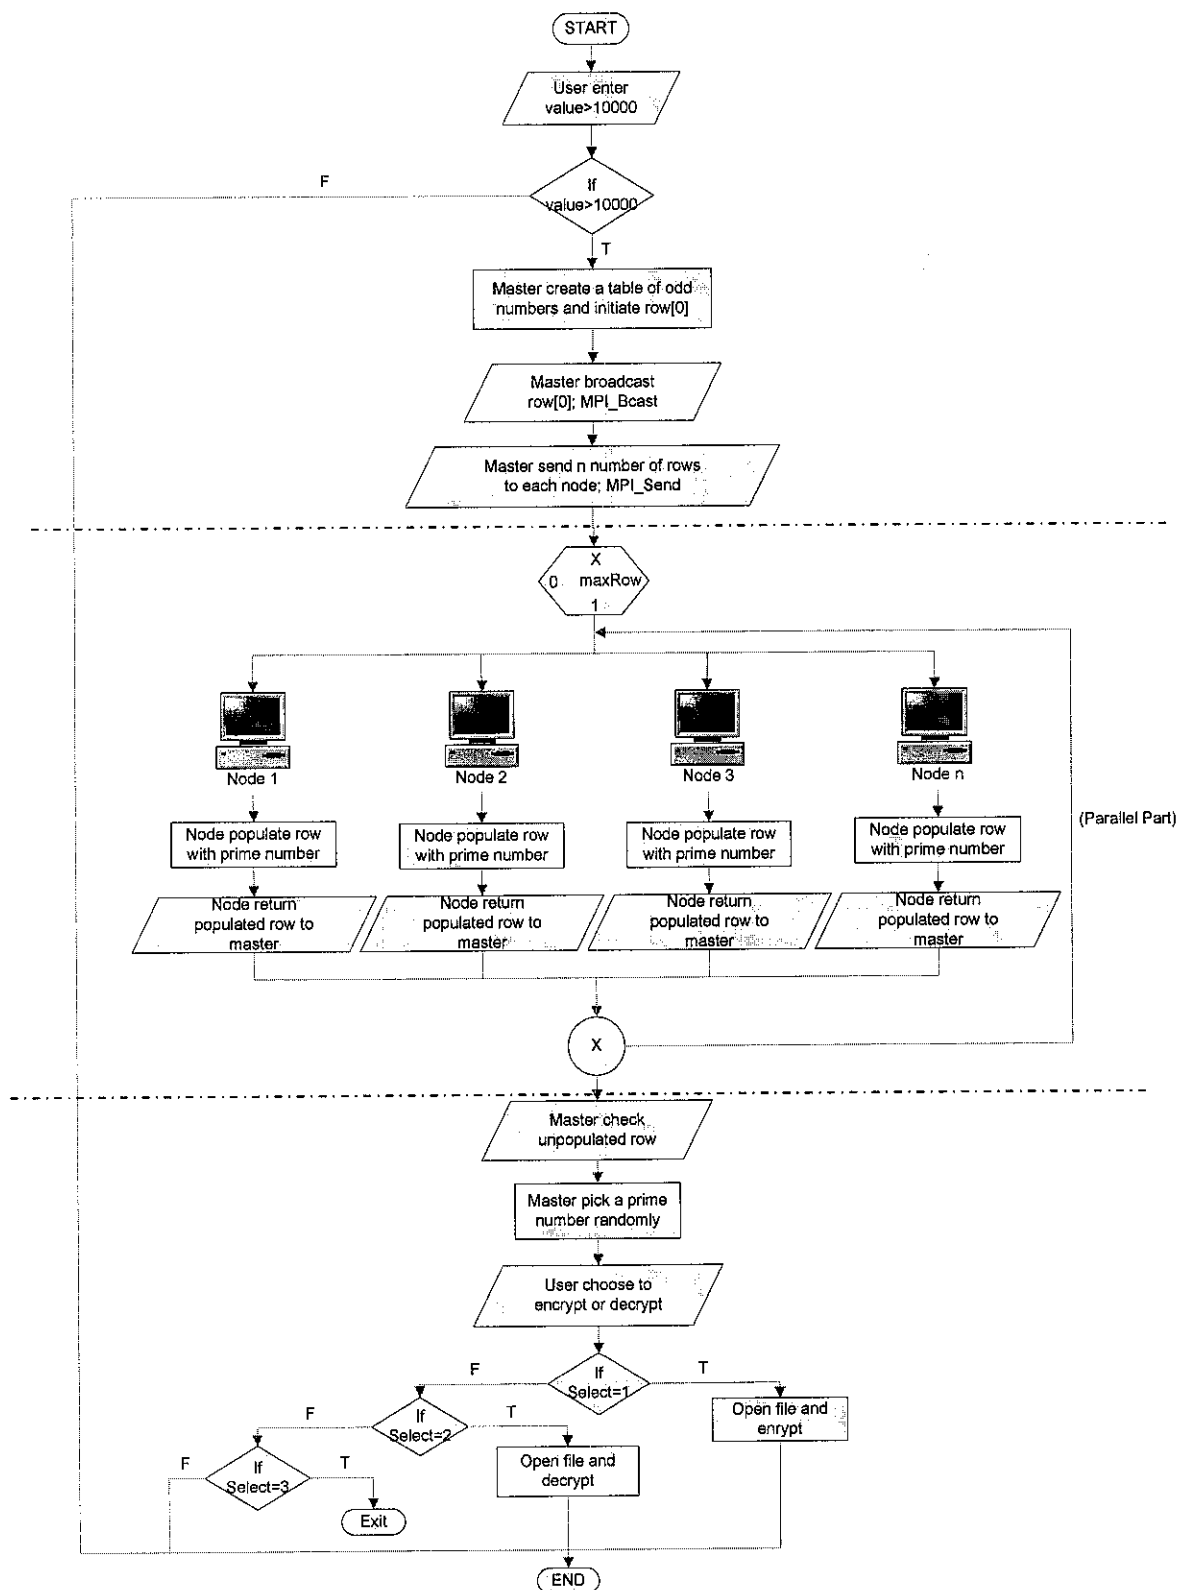 START
User enter
value>10000
F
If
value>10000
T
Master create a table of odd
numbers and initiate row[0]
Master broadcast
row[0]; MPI_Bcast
Master send n number of rows
to each node; MPI_Send
X
0 maxRow
1
Node 1
Node 2
Node 3
Node n
(Parallel Part)
Node populate row
with prime number
Node populate row
with prime number
Node populate row
with prime number
Node populate row
with prime number
Node return
populated row to
master
Node return
populated row to
master
Node return
populated row to
master
Node return
populated row to
master
X
Master check
unpopulated row
Master pick a prime
number randomly
User choose to
encrypt or decrypt
F
If
Select=1
T
Open file and
enrypt
F
If
Select=2
T
Open file and
decrypt
F
If
Select=3
T
Exit
END